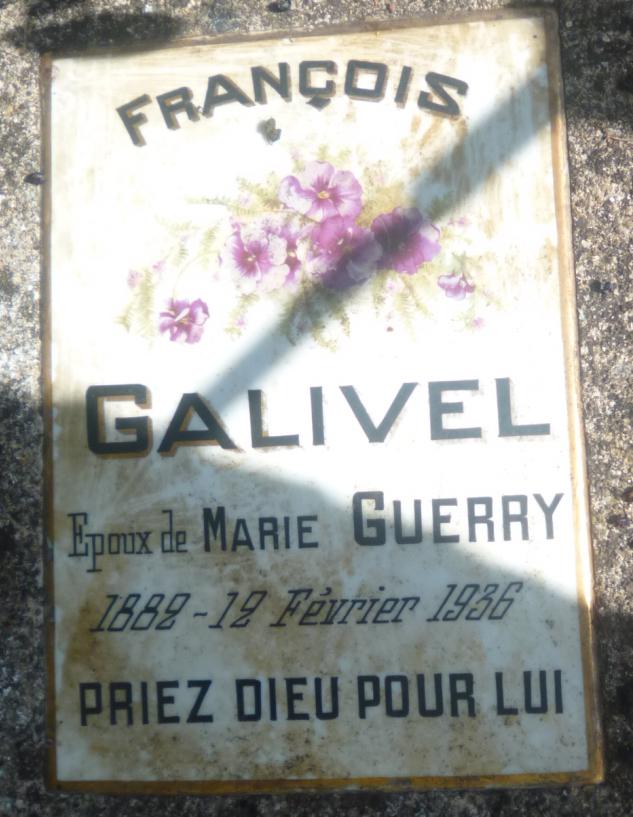 FRANÇOIS
GALIVEL
Epoux de MARIE GUERRY
1882 - 12 Février 1936
PRIEZ DIEU POUR LUI